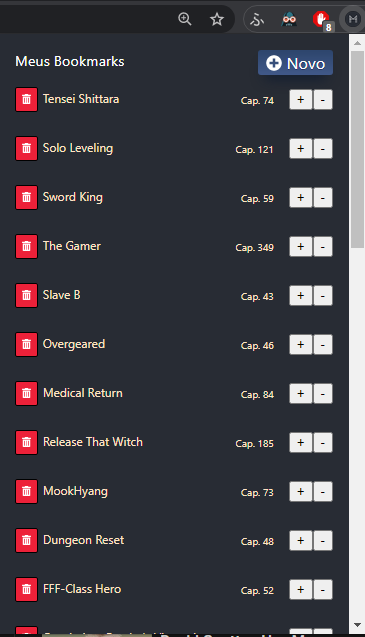 8
M
Meus Bookmarks
Novo
Tensei Shittara Cap. 74 + -
Solo Leveling Cap. 121 + -
Sword King Cap. 59 + -
The Gamer Cap. 349 + -
Slave B Cap. 43 + -
Overgeared Cap. 46 + -
Medical Return Cap. 84 + -
Release That Witch Cap. 185 + -
MookHyang Cap. 73 + -
Dungeon Reset Cap. 48 + -
FFF-Class Hero Cap. 52 + -